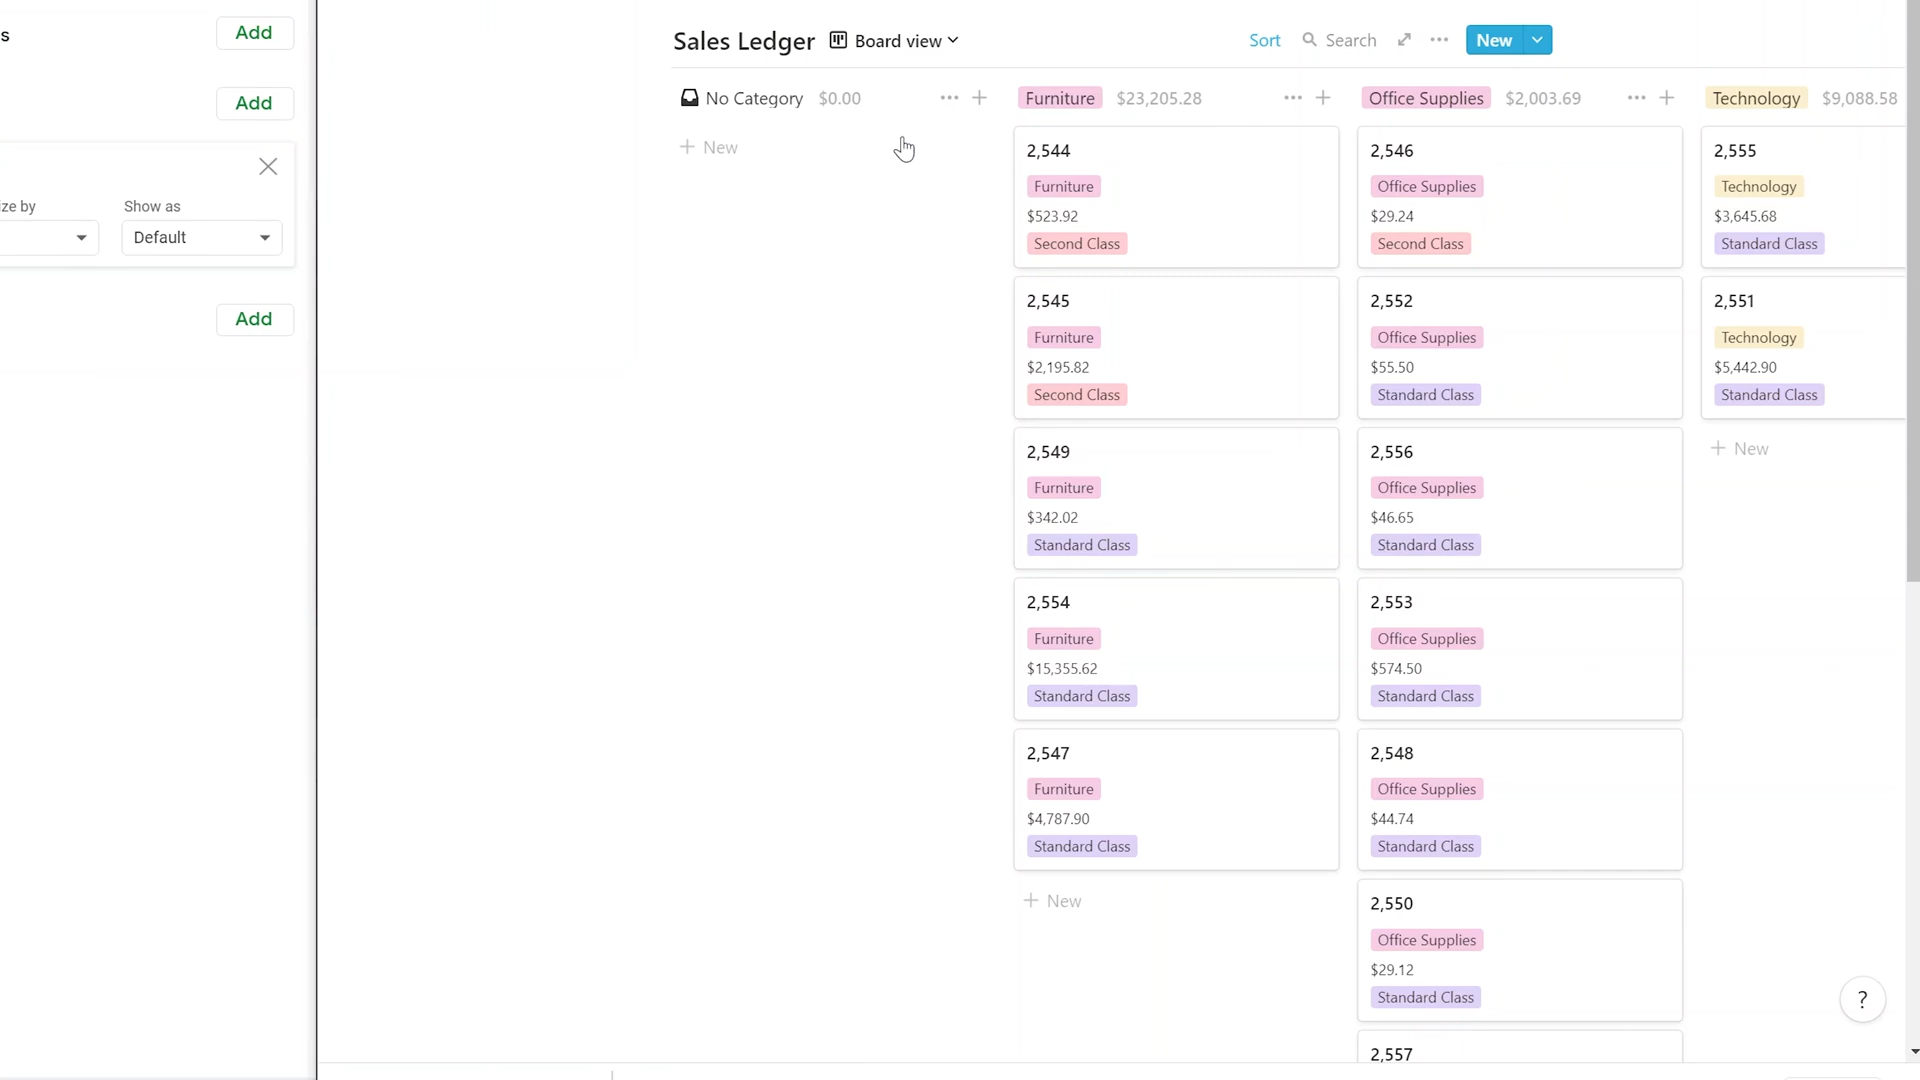 s
Add
Add
ize by
Show as
Default
Add
Sales Ledger Board view
Sort Search New
No Category $0.00
New
Furniture $23,205.28
2,544
Furniture
$523.92
Second Class
2,545
Furniture
$2,195.82
Second Class
2,549
Furniture
$342.02
Standard Class
2,554
Furniture
$15,355.62
Standard Class
2,547
Furniture
$4,787.90
Standard Class
New
Office Supplies $2,003.69
2,546
Office Supplies
$29.24
Second Class
2,552
Office Supplies
$55.50
Standard Class
2,556
Office Supplies
$46.65
Standard Class
2,553
Office Supplies
$574.50
Standard Class
2,548
Office Supplies
$44.74
Standard Class
2,550
Office Supplies
$29.12
Standard Class
2,557
Technology $9,088.58
2,555
Technology
$3,645.68
Standard Class
2,551
Technology
$5,442.90
Standard Class
New
?